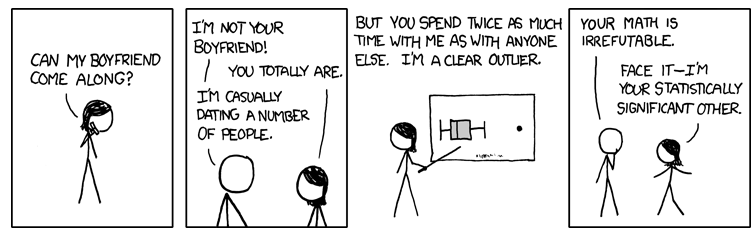 CAN MY BOYFRIEND
COME ALONG?
I'M NOT YOUR
BOYFRIEND!
YOU TOTALLY ARE.
I'M CASUALLY
DATING A NUMBER
OF PEOPLE.
BUT YOU SPEND TWICE AS MUCH
TIME WITH ME AS WITH ANYONE
ELSE. I'M A CLEAR OUTLIER.
YOUR MATH IS
IRREFUTABLE.
FACE IT—I'M
YOUR STATISTICALLY
SIGNIFICANT OTHER.